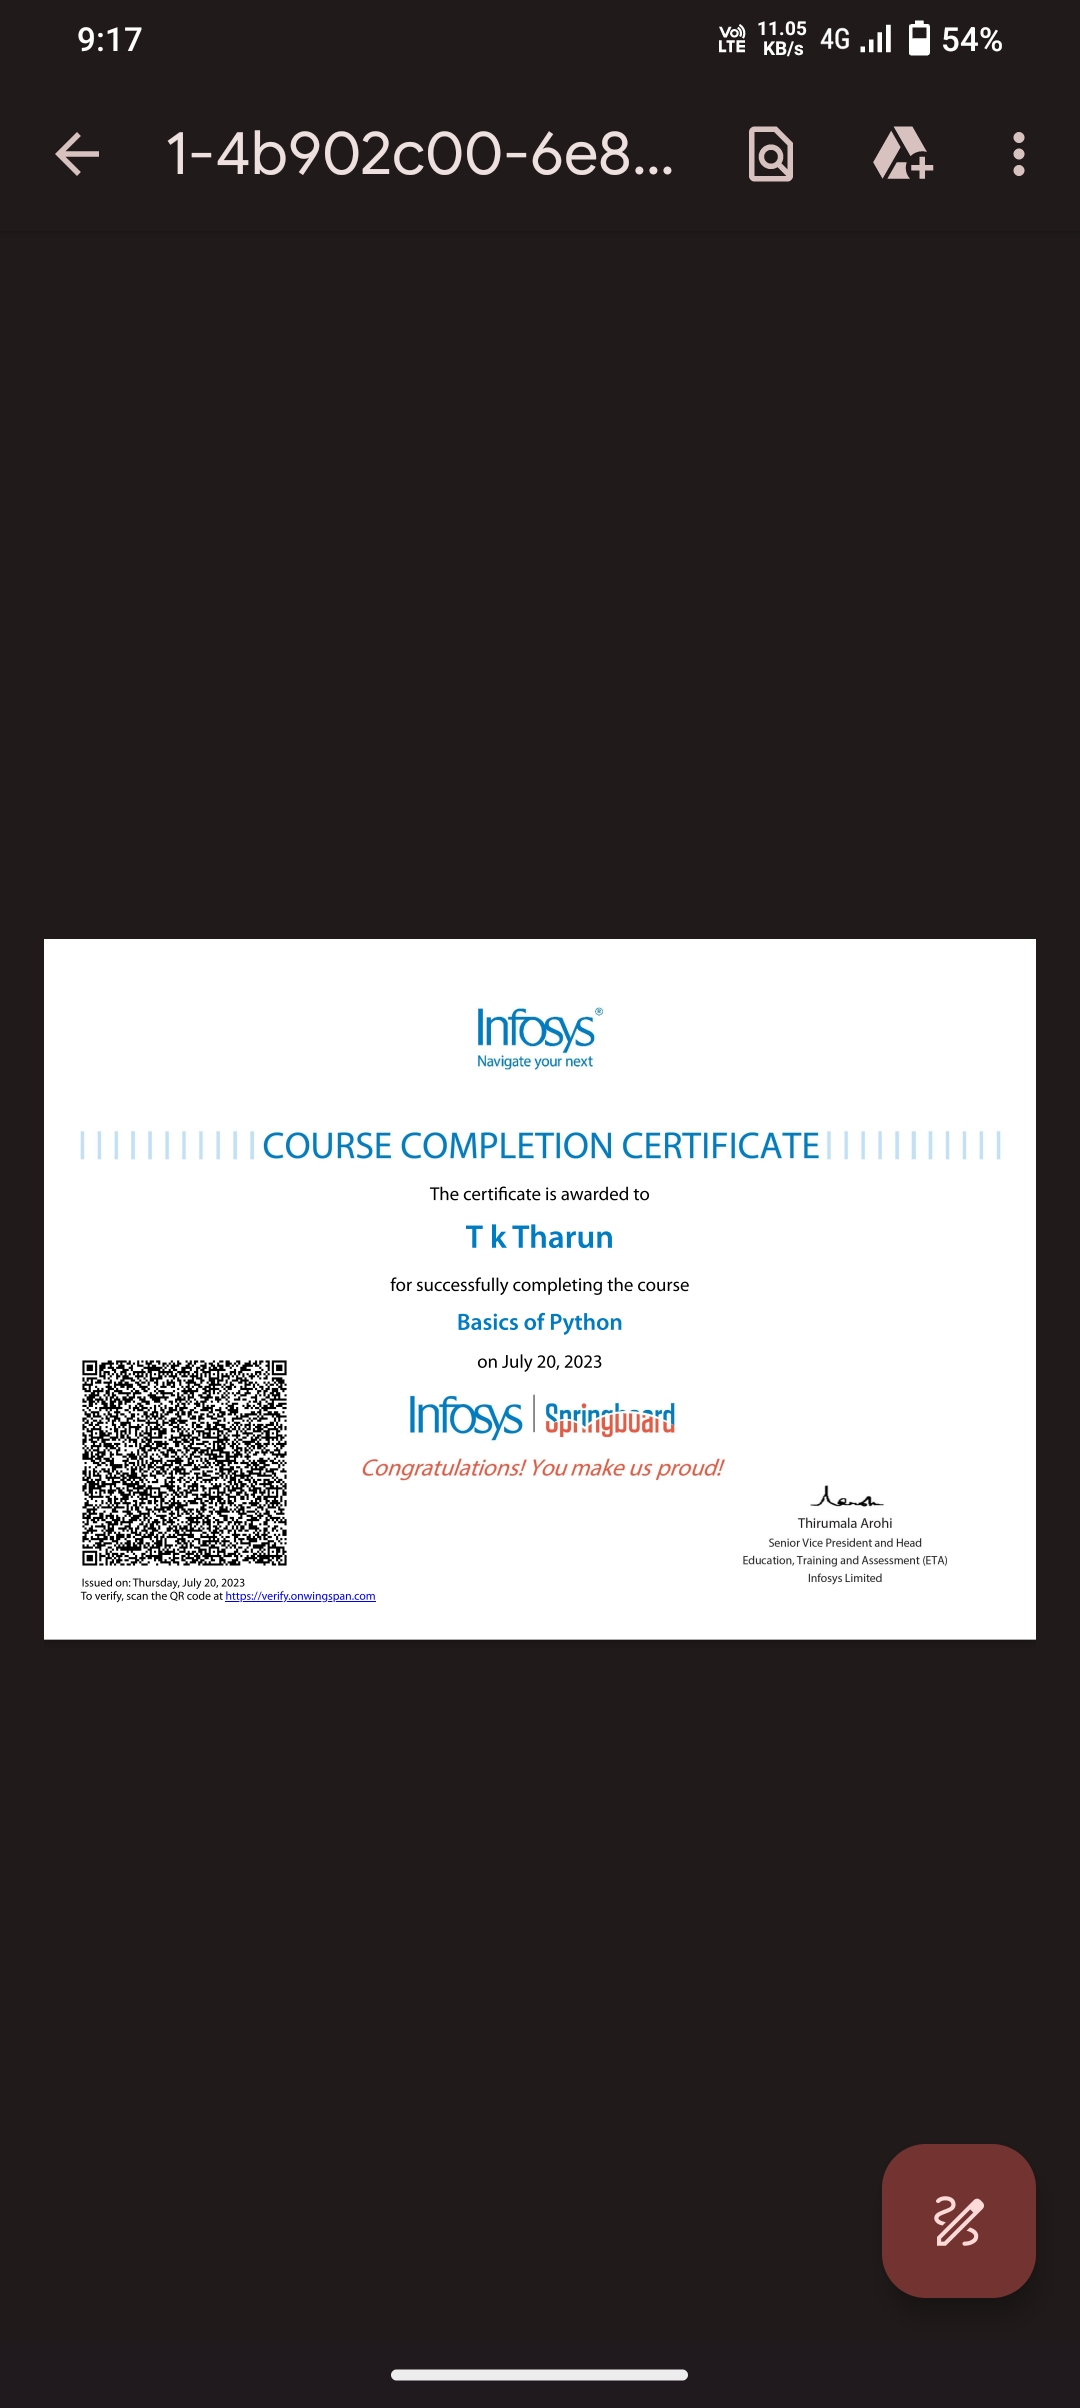 9:17
Vo)) LTE 11.05 KB/s 4G 54%
1-4b902c00-6e8...
Infosys®
Navigate your next
COURSE COMPLETION CERTIFICATE
The certificate is awarded to
T k Tharun
for successfully completing the course
Basics of Python
on July 20, 2023
Infosys | Springboard
Congratulations! You make us proud!
Thirumala Arohi
Senior Vice President and Head
Education, Training and Assessment (ETA)
Infosys Limited
Issued on: Thursday, July 20, 2023
To verify, scan the QR code at https://verify.onwingspan.com